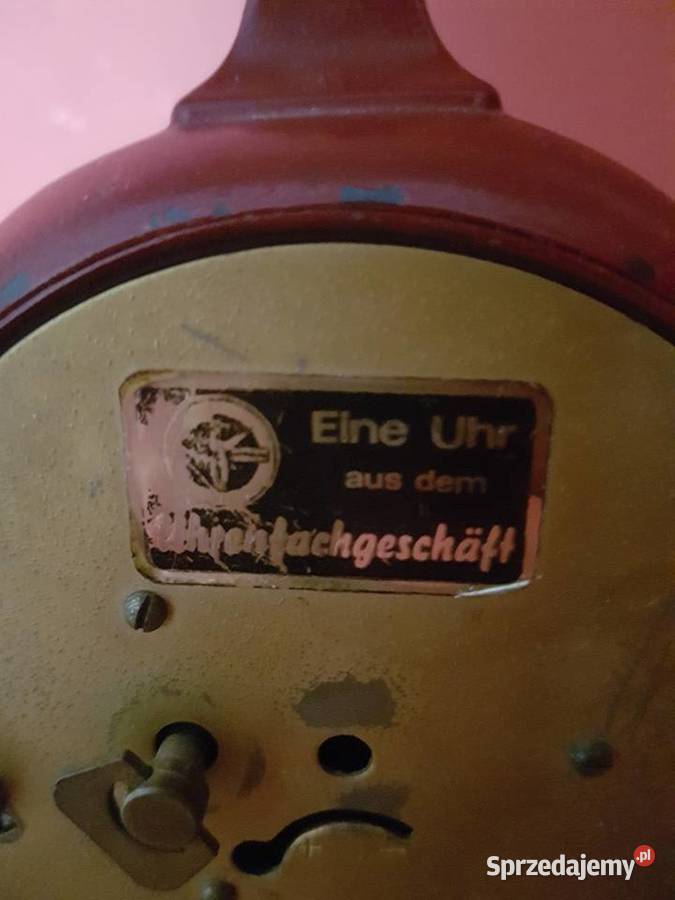 Eine Uhr
aus dem
Uhrenfachgeschäft
+ −
Sprzedajemy.pl